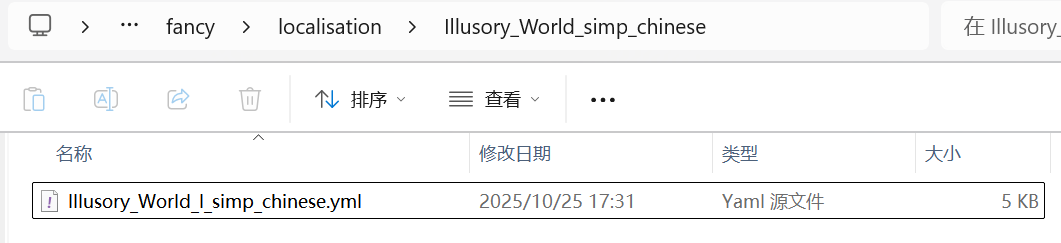 … fancy localisation Illusory_World_simp_chinese 在 Illusory_
排序 查看 …
名称 修改日期 类型 大小
Illusory_World_l_simp_chinese.yml 2025/10/25 17:31 Yaml 源文件 5 KB